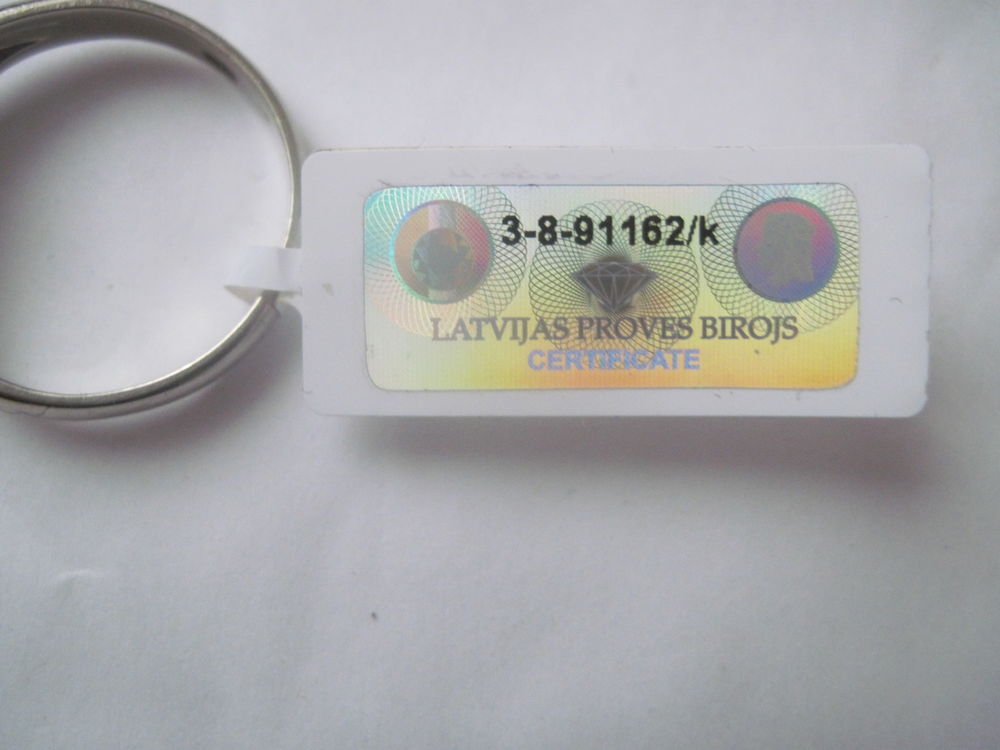 3-8-91162/k
LATVIJAS PROVES BIROJS
CERTIFICATE